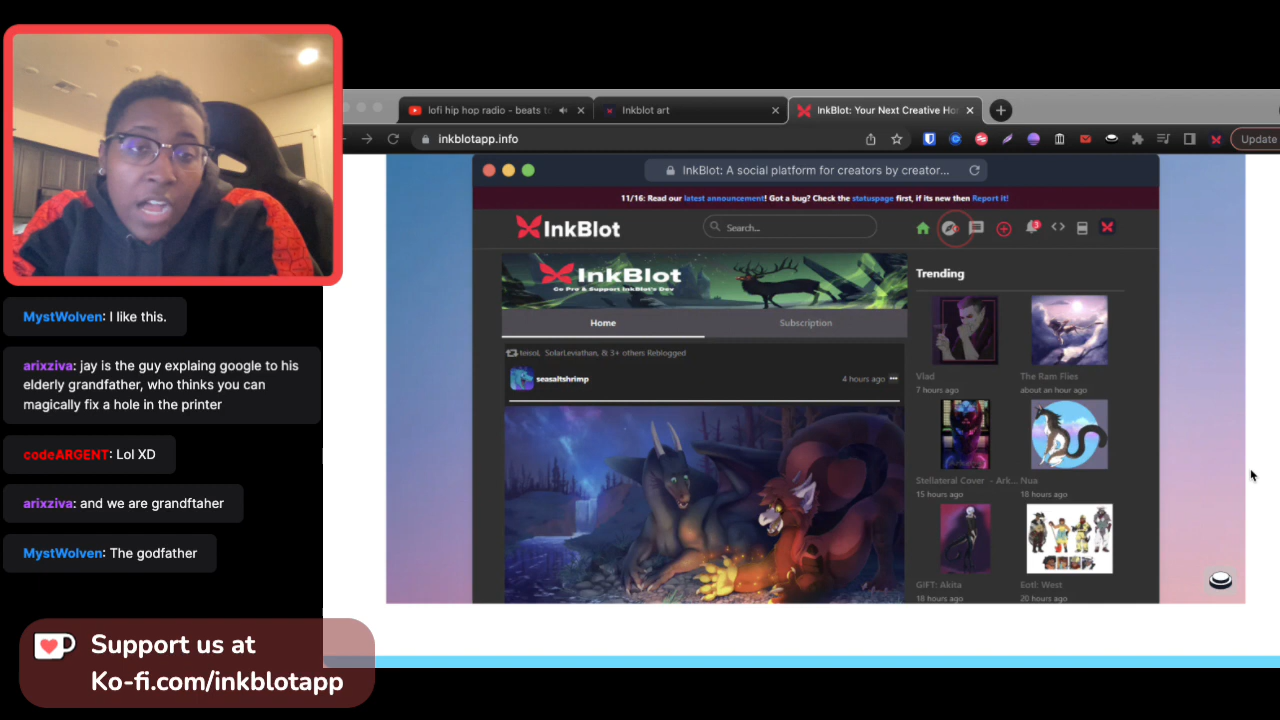 lofi hip hop radio - beats to
Inkblot art
InkBlot: Your Next Creative Ho
inkblotapp.info
Update
InkBlot: A social platform for creators by creator...
11/16: Read our latest announcement! Got a bug? Check the statuspage first, if its new then Report it!
InkBlot
Search...
InkBlot
Go Pro & Support InkBlot's Dev
Home
Subscription
toisoL SolarLeviathan, & 3+ others Reblogged
seasaltshrimp
4 hours ago
Trending
Vlad
7 hours ago
The Ram Flies
about an hour ago
Stellateral Cover - Ark...
15 hours ago
Nua
18 hours ago
GIFT: Akita
18 hours ago
Eotl: West
20 hours ago
MystWolven: I like this.
arixziva: jay is the guy explaing google to his
elderly grandfather, who thinks you can
magically fix a hole in the printer
codeARGENT: Lol XD
arixziva: and we are grandftaher
MystWolven: The godfather
Support us at
Ko-fi.com/inkblotapp